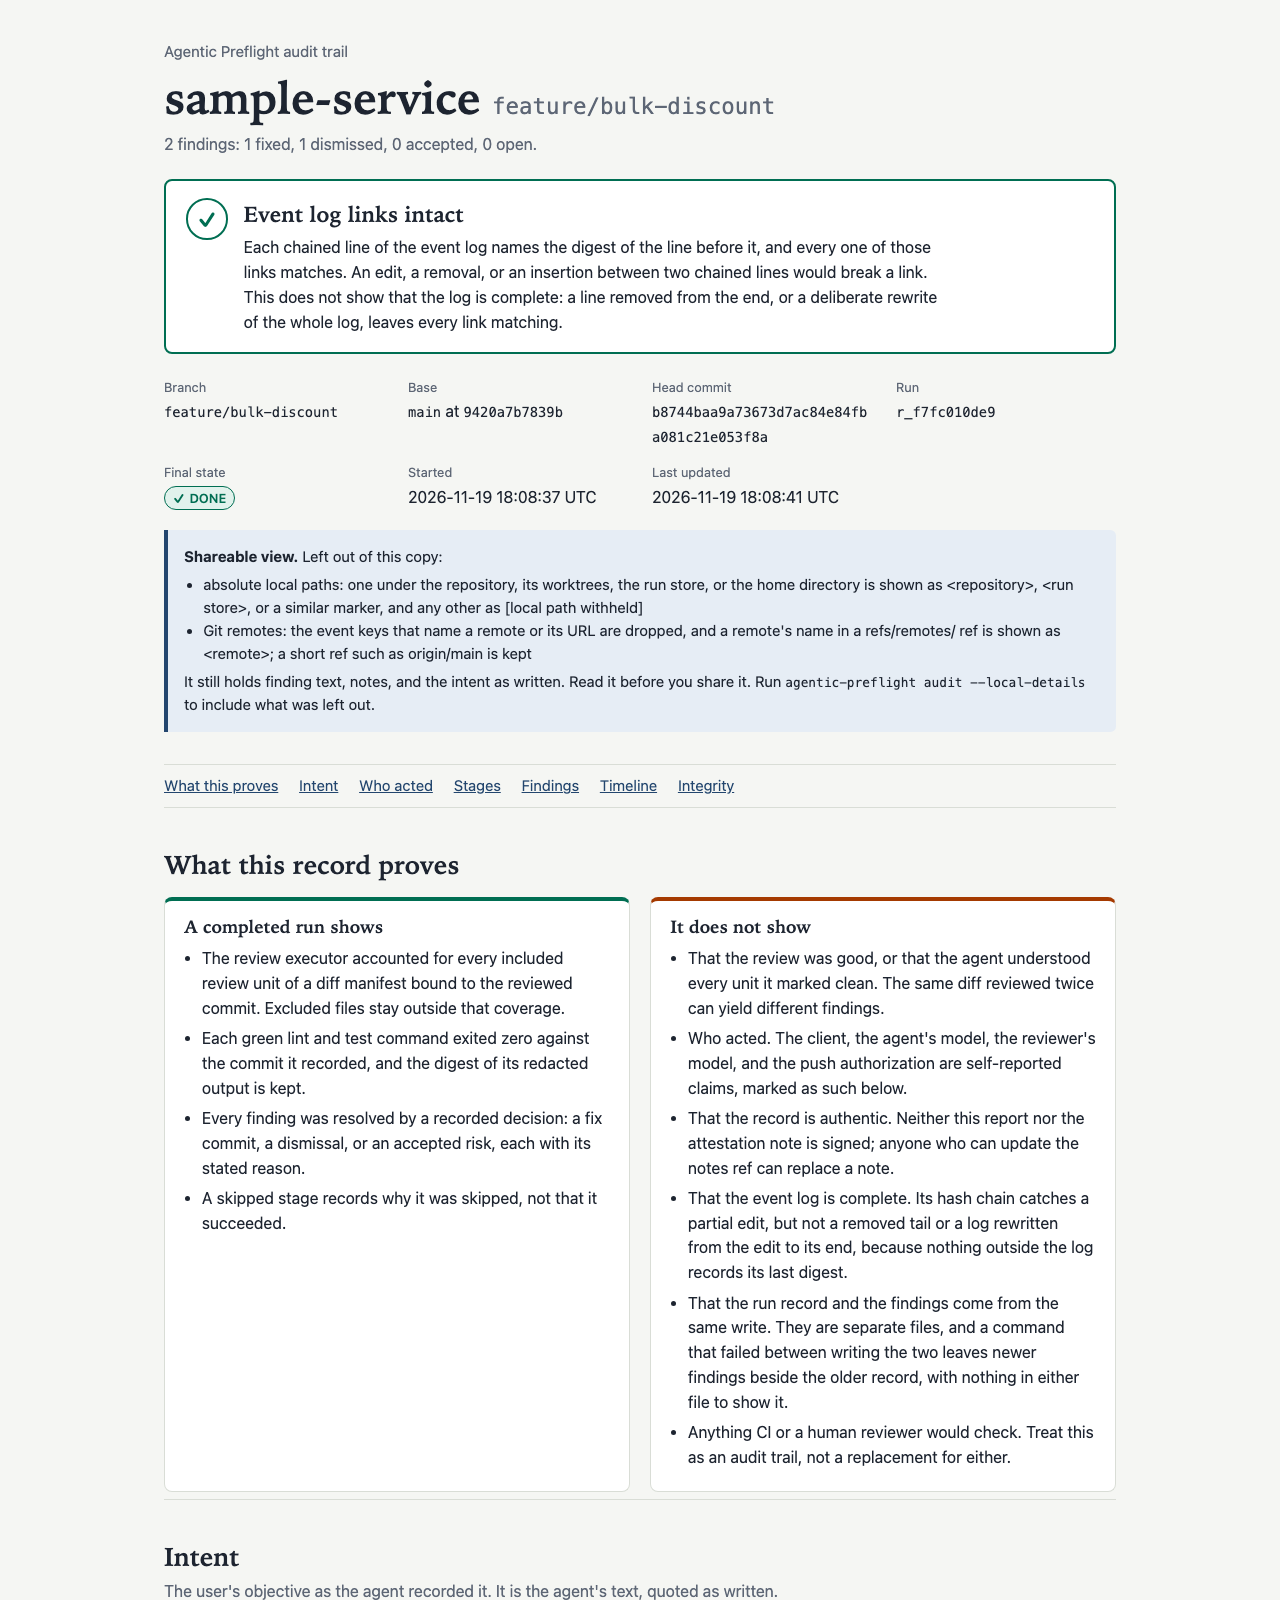 Agentic Preflight audit trail
sample-service feature/bulk-discount
2 findings: 1 fixed, 1 dismissed, 0 accepted, 0 open.
Event log links intact
Each chained line of the event log names the digest of the line before it, and every one of those
links matches. An edit, a removal, or an insertion between two chained lines would break a link.
This does not show that the log is complete: a line removed from the end, or a deliberate rewrite
of the whole log, leaves every link matching.
Branch
feature/bulk-discount
Base
main at 9420a7b7839b
Head commit
b8744baa9a73673d7ac84e84fb
a081c21e053f8a
Run
r_f7fc010de9
Final state
DONE
Started
2026-11-19 18:08:37 UTC
Last updated
2026-11-19 18:08:41 UTC
Shareable view. Left out of this copy:
• absolute local paths: one under the repository, its worktrees, the run store, or the home directory is shown as <repository>, <run
store>, or a similar marker, and any other as [local path withheld]
• Git remotes: the event keys that name a remote or its URL are dropped, and a remote's name in a refs/remotes/ ref is shown as
<remote>; a short ref such as origin/main is kept
It still holds finding text, notes, and the intent as written. Read it before you share it. Run agentic-preflight audit --local-details
to include what was left out.
What this proves Intent Who acted Stages Findings Timeline Integrity
What this record proves
A completed run shows
• The review executor accounted for every included
review unit of a diff manifest bound to the reviewed
commit. Excluded files stay outside that coverage.
• Each green lint and test command exited zero against
the commit it recorded, and the digest of its redacted
output is kept.
• Every finding was resolved by a recorded decision: a fix
commit, a dismissal, or an accepted risk, each with its
stated reason.
• A skipped stage records why it was skipped, not that it
succeeded.
It does not show
• That the review was good, or that the agent understood
every unit it marked clean. The same diff reviewed twice
can yield different findings.
• Who acted. The client, the agent's model, the reviewer's
model, and the push authorization are self-reported
claims, marked as such below.
• That the record is authentic. Neither this report nor the
attestation note is signed; anyone who can update the
notes ref can replace a note.
• That the event log is complete. Its hash chain catches a
partial edit, but not a removed tail or a log rewritten
from the edit to its end, because nothing outside the log
records its last digest.
• That the run record and the findings come from the
same write. They are separate files, and a command
that failed between writing the two leaves newer
findings beside the older record, with nothing in either
file to show it.
• Anything CI or a human reviewer would check. Treat this
as an audit trail, not a replacement for either.
Intent
The user's objective as the agent recorded it. It is the agent's text, quoted as written.